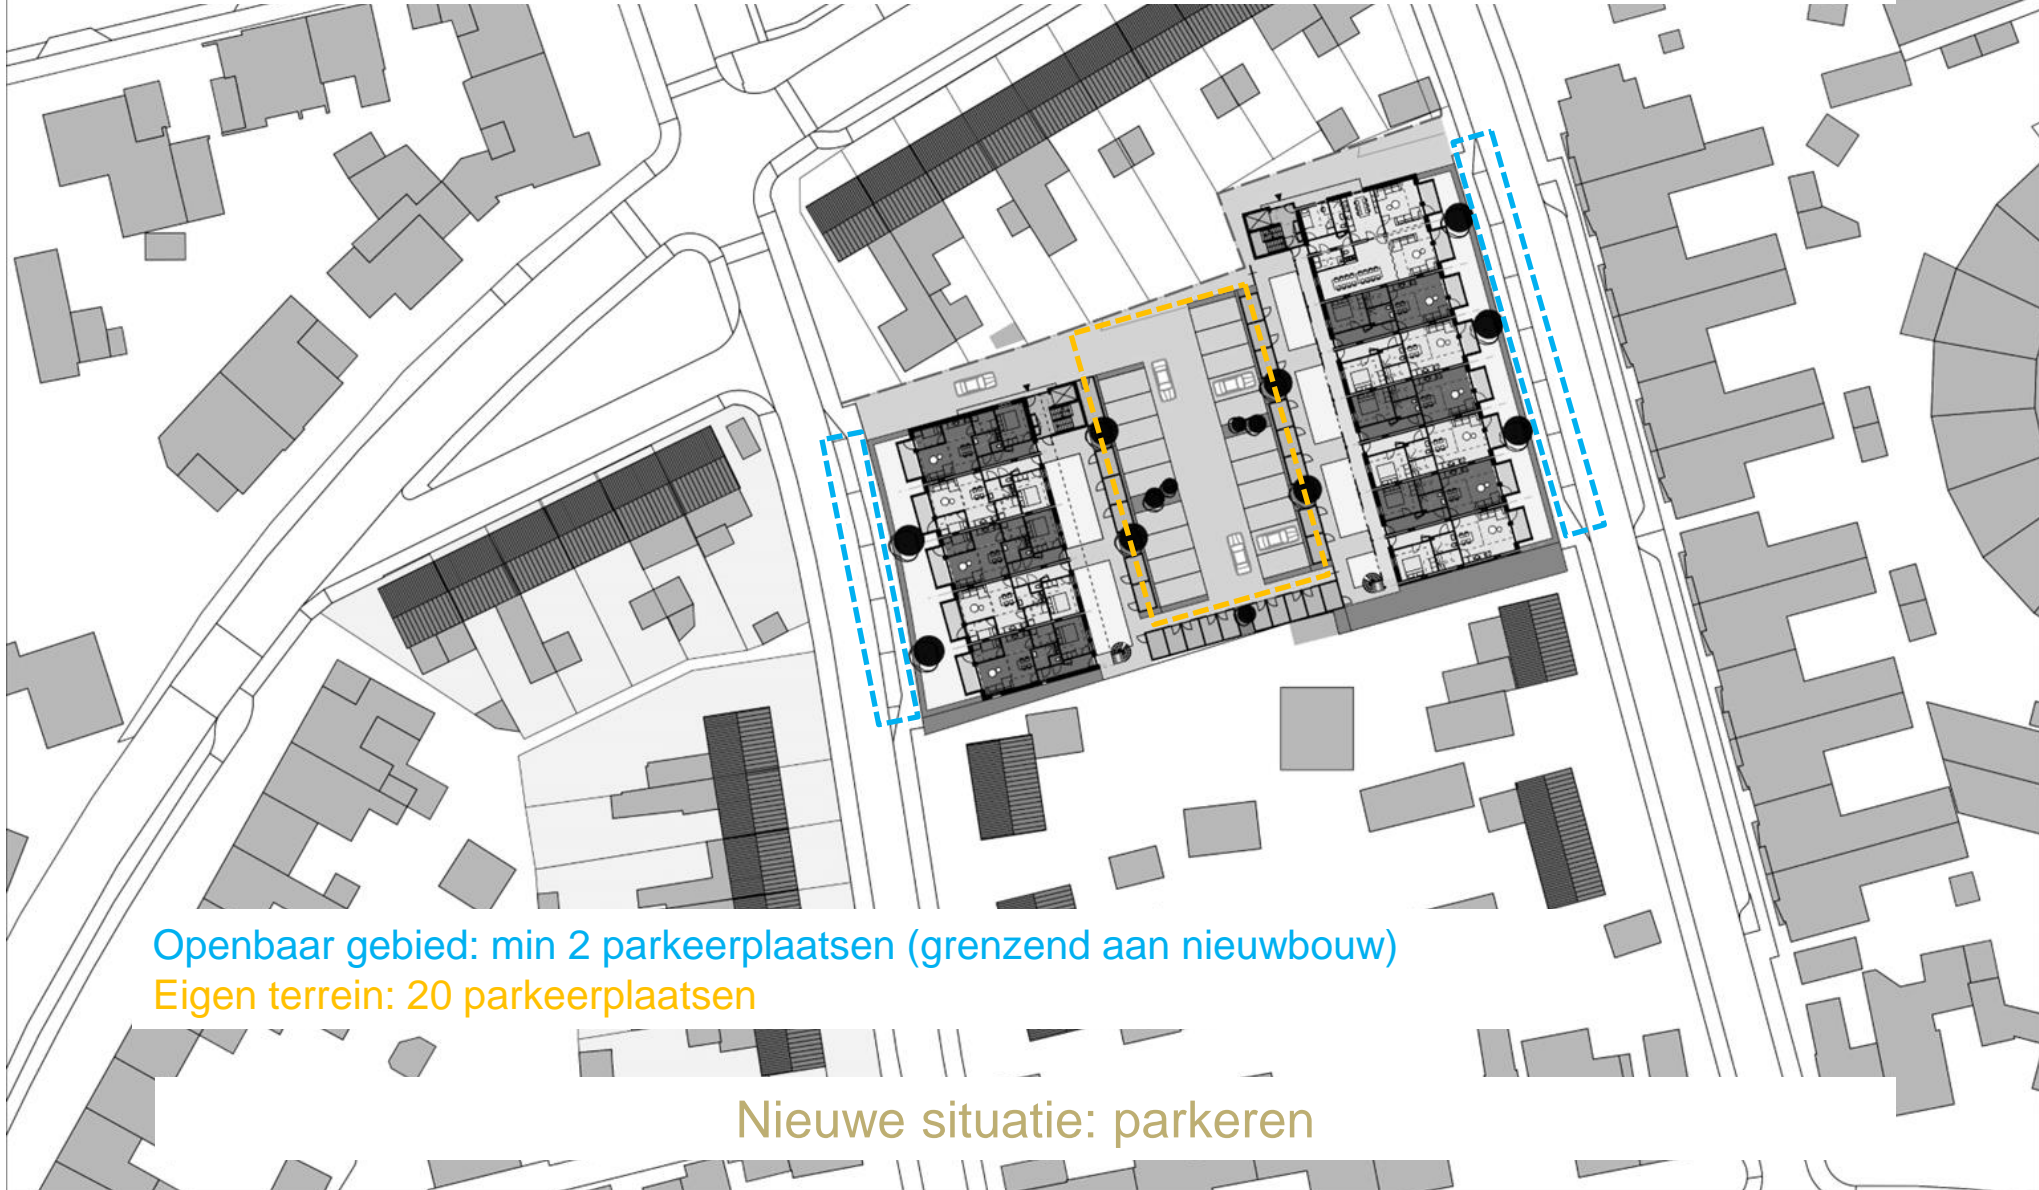 Openbaar gebied: min 2 parkeerplaatsen (grenzend aan nieuwbouw)
Eigen terrein: 20 parkeerplaatsen
Nieuwe situatie: parkeren